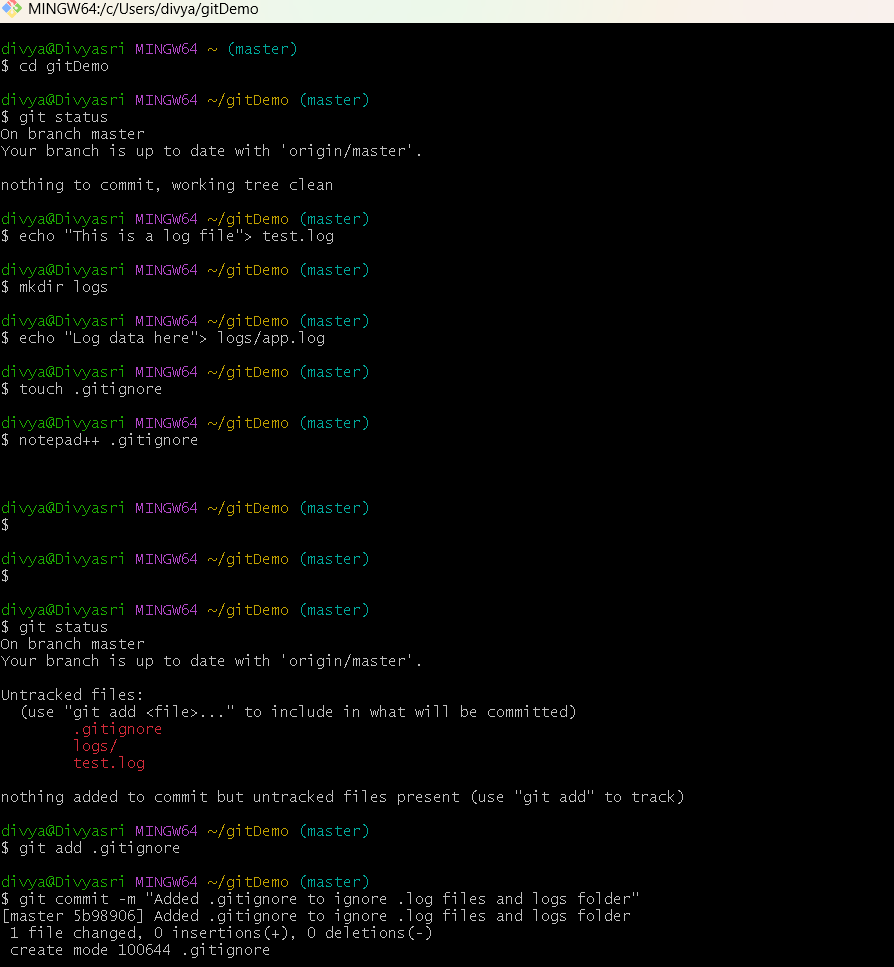 MINGW64:/c/Users/divya/gitDemo
divya@Divyasri MINGW64 ~ (master)
$ cd gitDemo
divya@Divyasri MINGW64 ~/gitDemo (master)
$ git status
On branch master
Your branch is up to date with 'origin/master'.
nothing to commit, working tree clean
divya@Divyasri MINGW64 ~/gitDemo (master)
$ echo "This is a log file"> test.log
divya@Divyasri MINGW64 ~/gitDemo (master)
$ mkdir logs
divya@Divyasri MINGW64 ~/gitDemo (master)
$ echo "Log data here"> logs/app.log
divya@Divyasri MINGW64 ~/gitDemo (master)
$ touch .gitignore
divya@Divyasri MINGW64 ~/gitDemo (master)
$ notepad++ .gitignore
divya@Divyasri MINGW64 ~/gitDemo (master)
$
divya@Divyasri MINGW64 ~/gitDemo (master)
$
divya@Divyasri MINGW64 ~/gitDemo (master)
$ git status
On branch master
Your branch is up to date with 'origin/master'.
Untracked files:
  (use "git add <file>..." to include in what will be committed)
        .gitignore
        logs/
        test.log
nothing added to commit but untracked files present (use "git add" to track)
divya@Divyasri MINGW64 ~/gitDemo (master)
$ git add .gitignore
divya@Divyasri MINGW64 ~/gitDemo (master)
$ git commit -m "Added .gitignore to ignore .log files and logs folder"
[master 5b98906] Added .gitignore to ignore .log files and logs folder
 1 file changed, 0 insertions(+), 0 deletions(-)
 create mode 100644 .gitignore